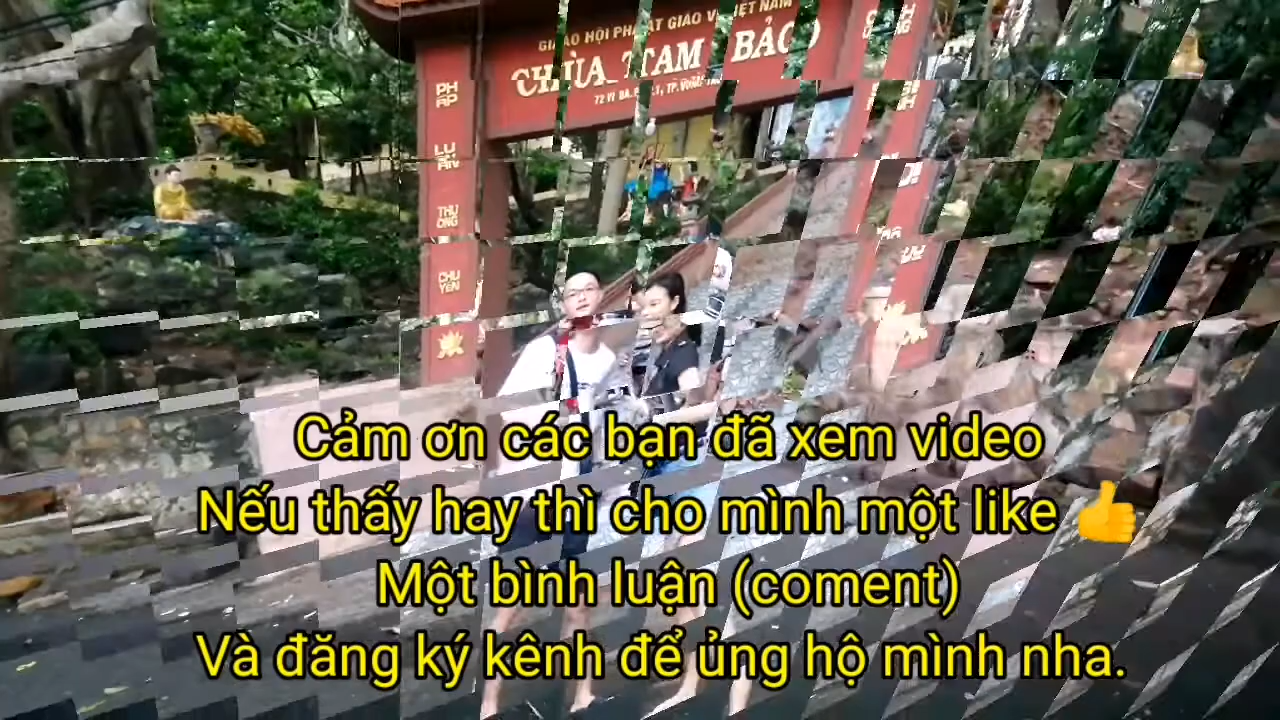 GIÁO HỘI PHẬT GIÁO VIỆT NAM
CHÙA TAM BẢO
PHÁP
LUÂN
THƯỜNG
CHUYỂN
Cảm ơn các bạn đã xem video
Nếu thấy hay thì cho mình một like 👍
Một bình luận (coment)
Và đăng ký kênh để ủng hộ mình nha.